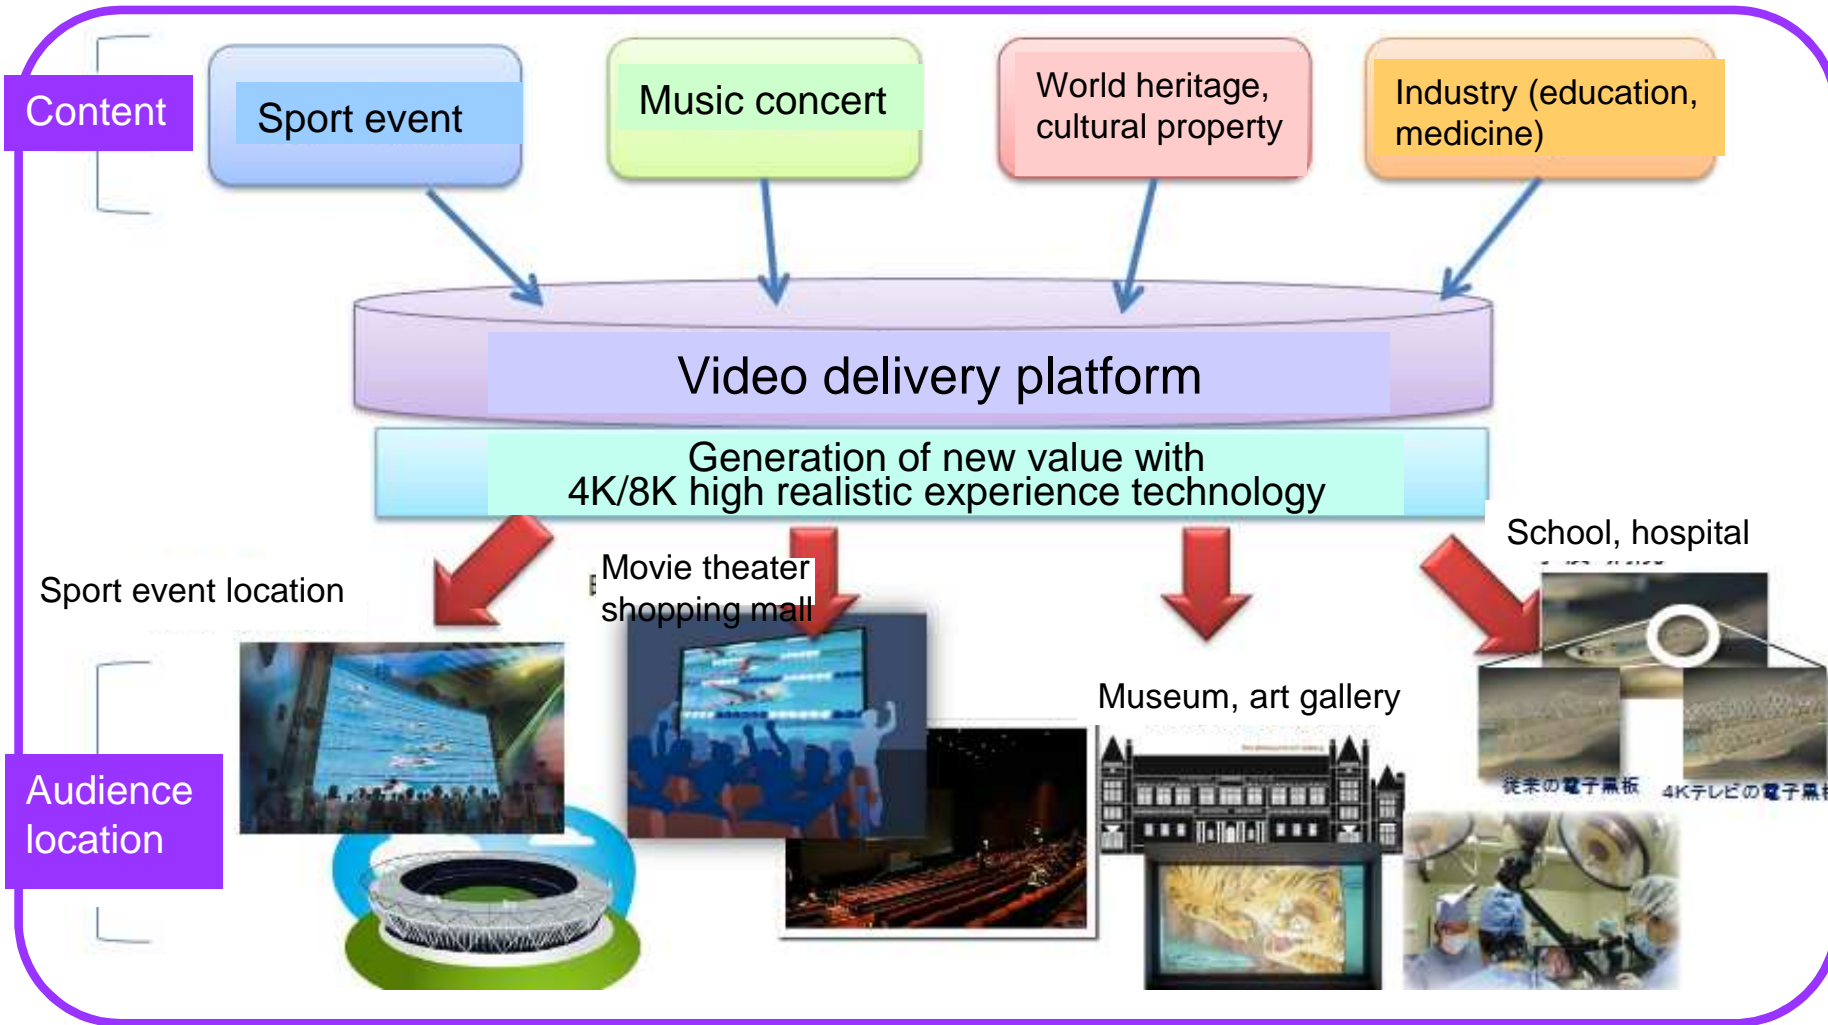 Content
Sport event
Music concert
World heritage,
cultural property
Industry (education,
medicine)
Video delivery platform
Generation of new value with
4K/8K high realistic experience technology
School, hospital
Sport event location
Movie theater
shopping mall
Museum, art gallery
従来の電子黒板
4Kテレビの電子黒
Audience
location